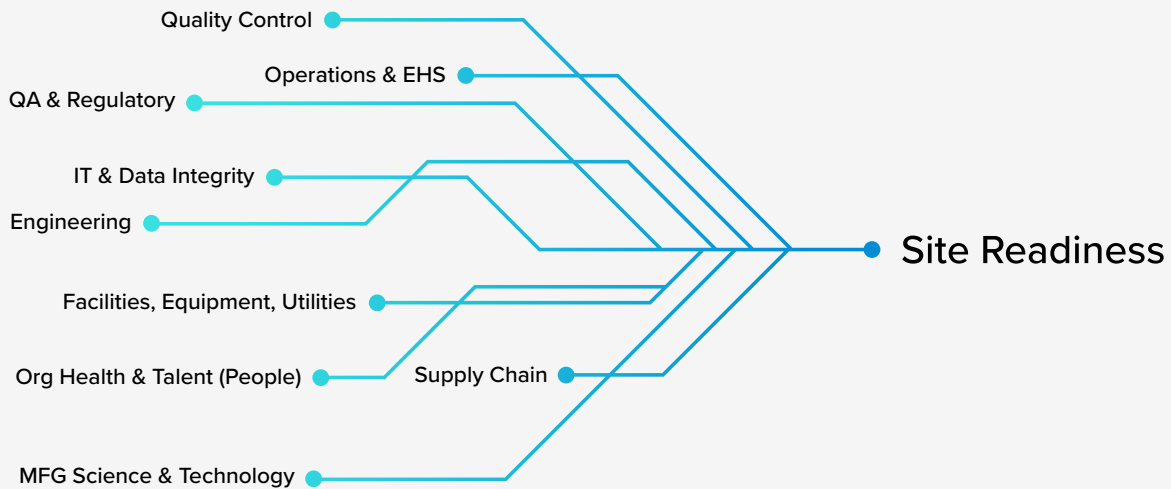 Quality Control
Operations & EHS
QA & Regulatory
IT & Data Integrity
Engineering
Site Readiness
Facilities, Equipment, Utilities
Org Health & Talent (People)
Supply Chain
MFG Science & Technology